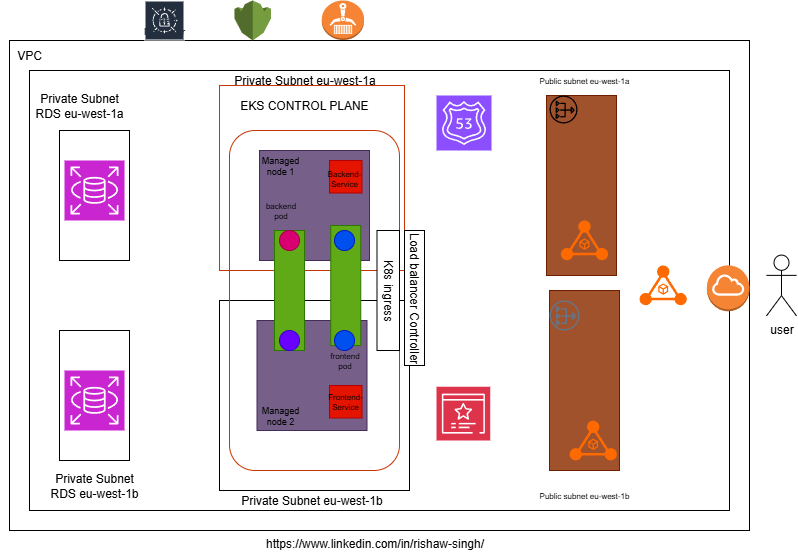 VPC
Private Subnet
RDS eu-west-1a
Private Subnet eu-west-1a
EKS CONTROL PLANE
Public subnet eu-west-1a
53
Managed
node 1
Backend-
Service
backend
pod
K8s ingress
Load balancer Controller
user
frontend
pod
Frontend-
Service
Managed
node 2
Private Subnet
RDS eu-west-1b
Private Subnet eu-west-1b
Public subnet eu-west-1b
https://www.linkedin.com/in/rishaw-singh/